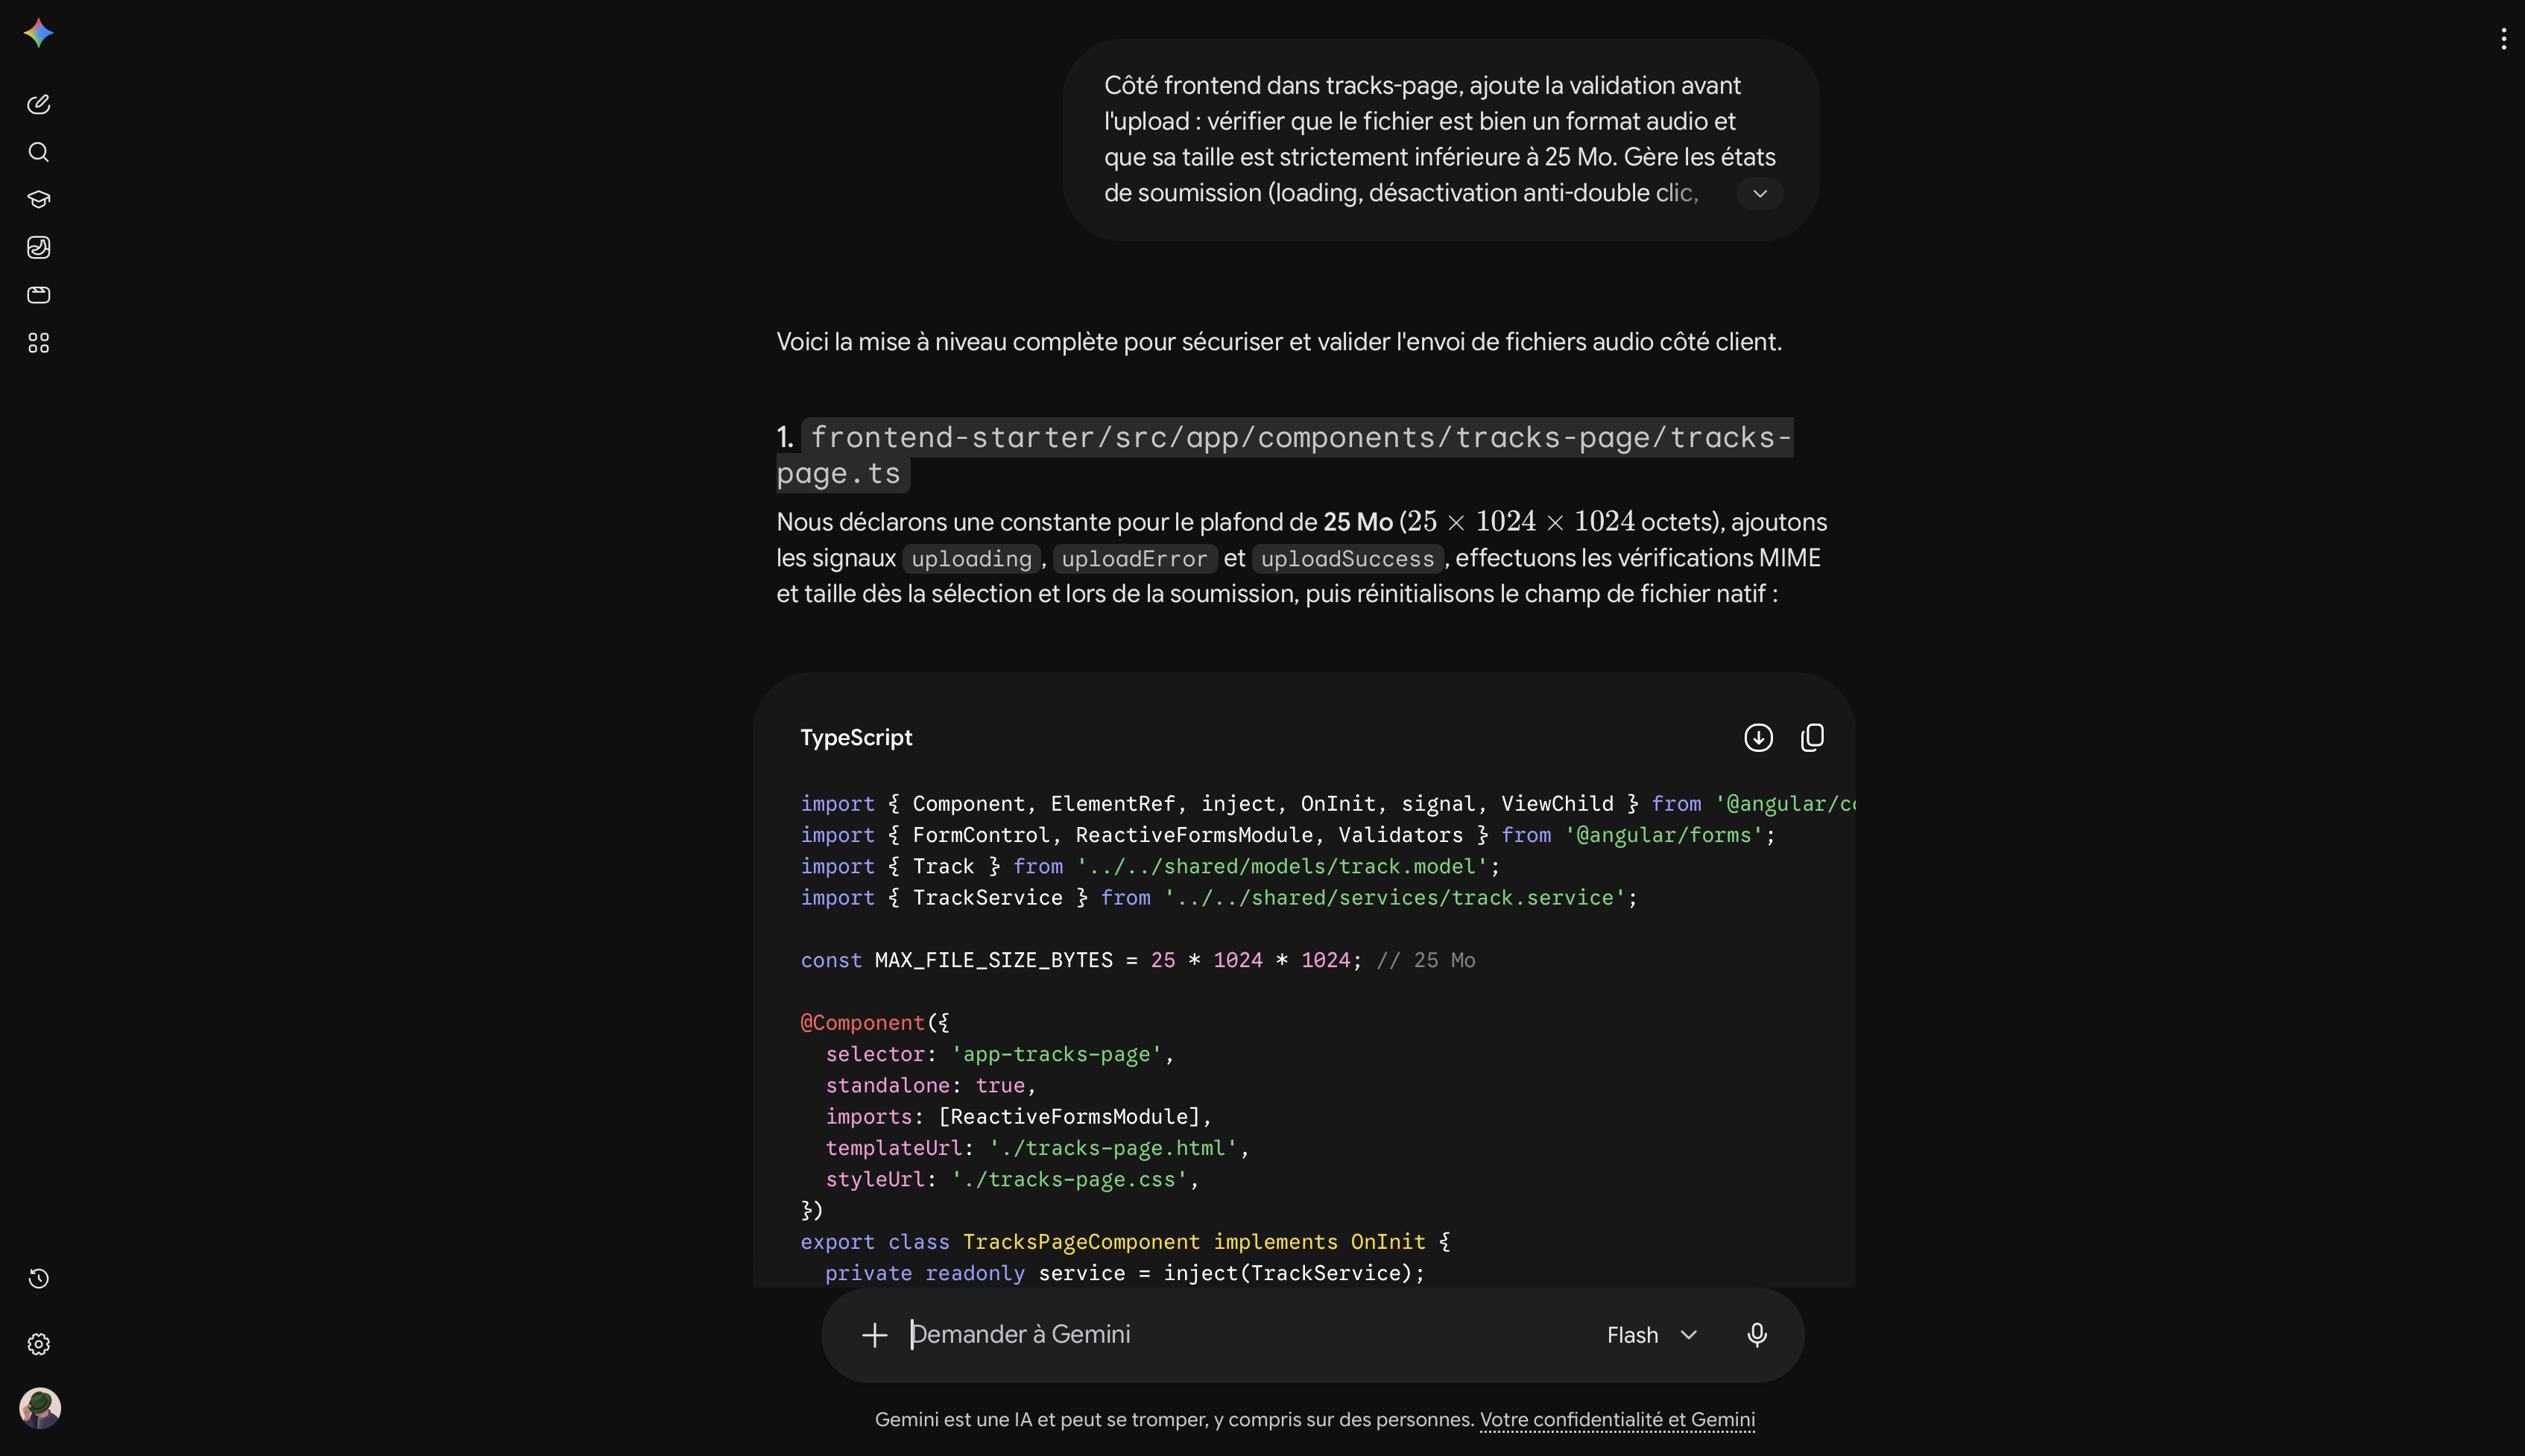 Côté frontend dans tracks-page, ajoute la validation avant
l'upload : vérifier que le fichier est bien un format audio et
que sa taille est strictement inférieure à 25 Mo. Gère les états
de soumission (loading, désactivation anti-double clic,
Voici la mise à niveau complète pour sécuriser et valider l'envoi de fichiers audio côté client.
1. frontend-starter/src/app/components/tracks-page/tracks-
page.ts
Nous déclarons une constante pour le plafond de 25 Mo (25 × 1024 × 1024 octets), ajoutons
les signaux uploading, uploadError et uploadSuccess, effectuons les vérifications MIME
et taille dès la sélection et lors de la soumission, puis réinitialisons le champ de fichier natif :
TypeScript
import { Component, ElementRef, inject, OnInit, signal, ViewChild } from '@angular/c
import { FormControl, ReactiveFormsModule, Validators } from '@angular/forms';
import { Track } from '../../shared/models/track.model';
import { TrackService } from '../../shared/services/track.service';
const MAX_FILE_SIZE_BYTES = 25 * 1024 * 1024; // 25 Mo
@Component({
  selector: 'app-tracks-page',
  standalone: true,
  imports: [ReactiveFormsModule],
  templateUrl: './tracks-page.html',
  styleUrl: './tracks-page.css',
})
export class TracksPageComponent implements OnInit {
  private readonly service = inject(TrackService);
Demander à Gemini
Flash
Gemini est une IA et peut se tromper, y compris sur des personnes. Votre confidentialité et Gemini